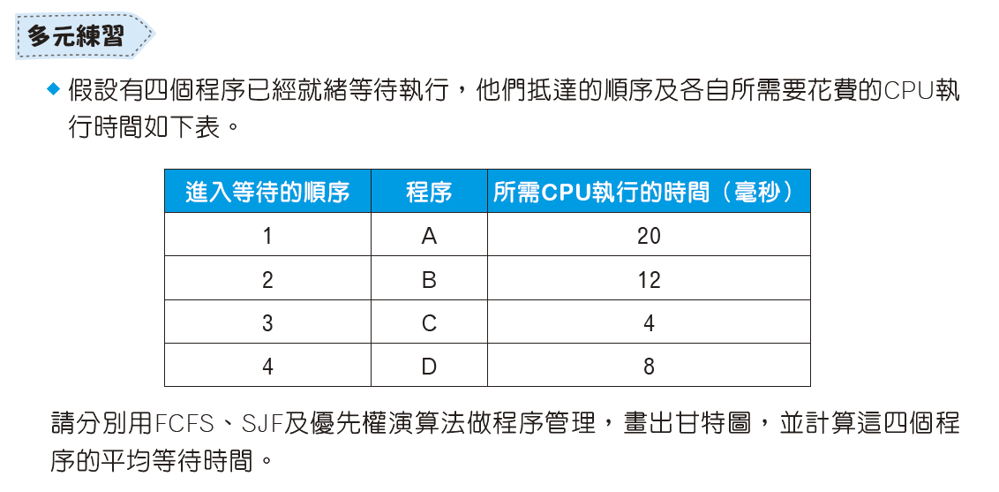 多元練習
◆ 假設有四個程序已經就緒等待執行，他們抵達的順序及各自所需要花費的CPU執
行時間如下表。
進入等待的順序 程序 所需CPU執行的時間（毫秒）
1 A 20
2 B 12
3 C 4
4 D 8
請分別用FCFS、SJF及優先權演算法做程序管理，畫出甘特圖，並計算這四個程
序的平均等待時間。